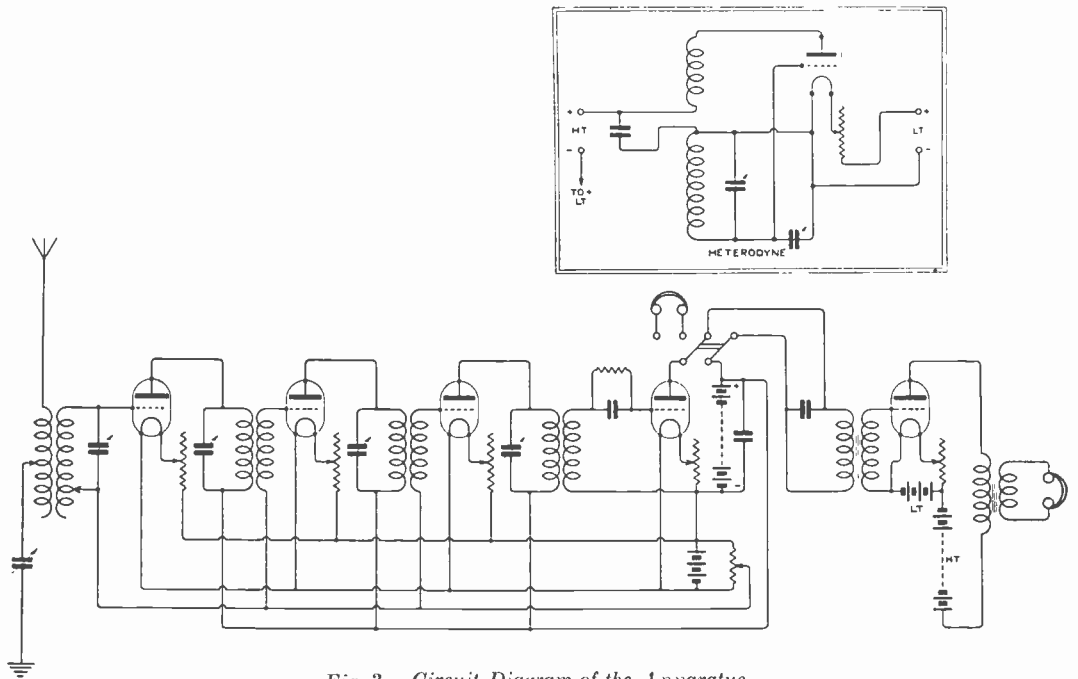 +
HT
-
TO +
LT
+
LT
-
HETERODYNE
+
-
LT
HT
Fig. 3. Circuit Diagram of the Apparatus